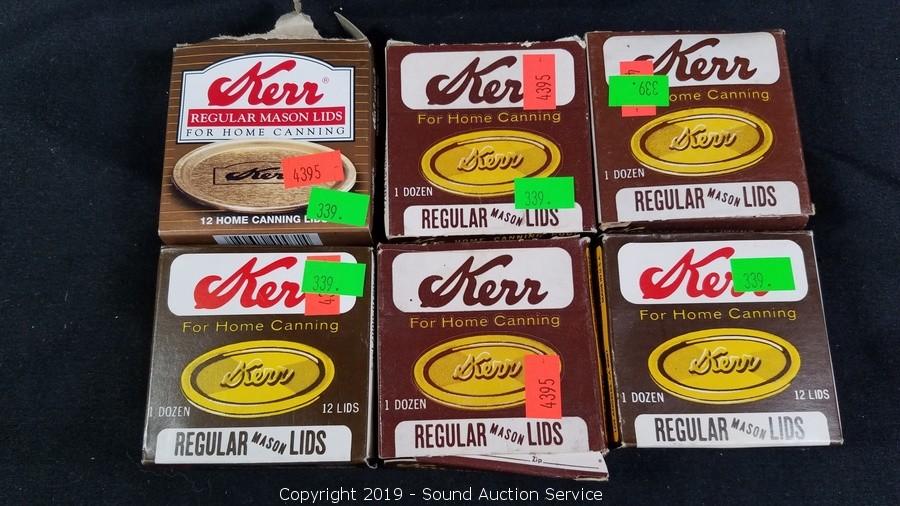 Kerr®
REGULAR MASON LIDS
FOR HOME CANNING
Kerr
4395
339.
12 HOME CANNING LIDS
Kerr
4395
For Home Canning
Kerr
1 DOZEN
339.
REGULAR MASON LIDS
Kerr
339.
Home Canning
Kerr
1 DOZEN
REGULAR MASON LIDS
Kerr
339.
For Home Canning
Kerr
1 DOZEN
12 LIDS
REGULAR MASON LIDS
Kerr
For Home Canning
Kerr
1 DOZEN
4395
REGULAR MASON LIDS
Zip
Kerr
339.
For Home Canning
Kerr
1 DOZEN
12 LIDS
REGULAR MASON LIDS
Copyright 2019 - Sound Auction Service